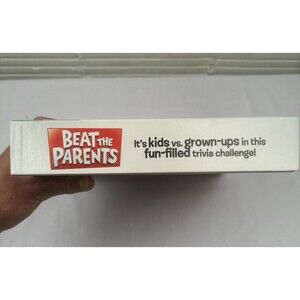 BEAT THE
PARENTS
It's kids vs. grown-ups in this
fun-filled trivia challenge!